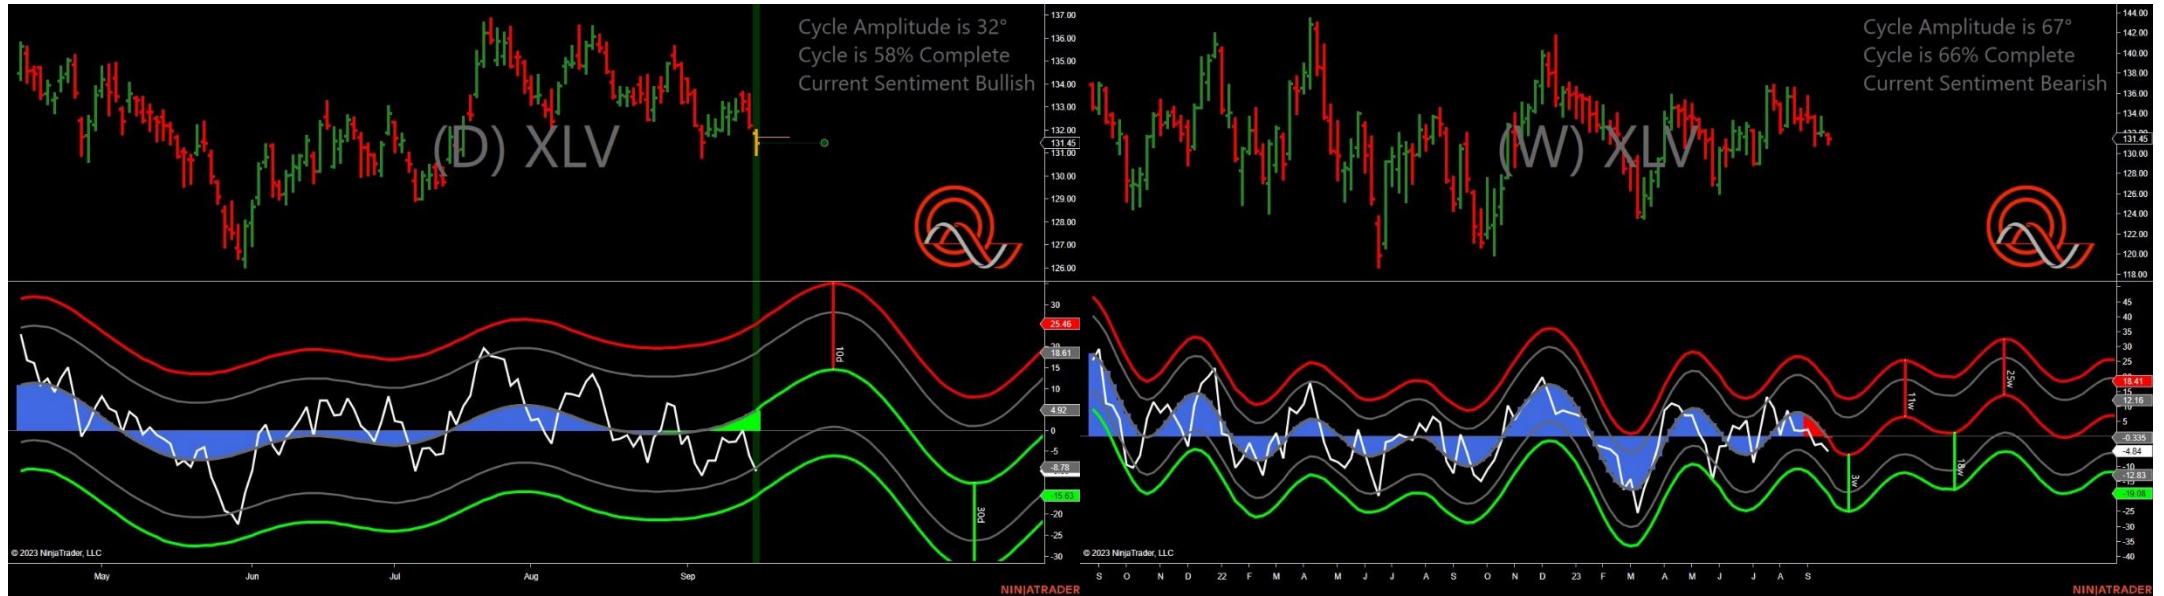 Cycle Amplitude is 32°
Cycle is 58% Complete
Current Sentiment Bullish
(D) XLV
137.00
136.00
135.00
134.00
133.00
132.00
131.45
131.00
130.00
129.00
128.00
127.00
126.00
30
25.46
18.61
15
10
4.92
0
-5
-8.78
-15.63
-20
-25
-30
10d
30d
© 2023 NinjaTrader, LLC
May Jun Jul Aug Sep
NINJATRADER
Cycle Amplitude is 67°
Cycle is 66% Complete
Current Sentiment Bearish
(W) XLV
144.00
142.00
140.00
138.00
136.00
134.00
131.45
130.00
128.00
126.00
124.00
122.00
120.00
118.00
45
40
35
30
25
18.41
12.16
5
-0.335
-4.84
-10
-12.83
-19.08
-25
-30
-35
-40
3w
11w
18w
25w
© 2023 NinjaTrader, LLC
S O N D 22 F M A M J J A S O N D 23 F M A M J J A S
NINJATRADER